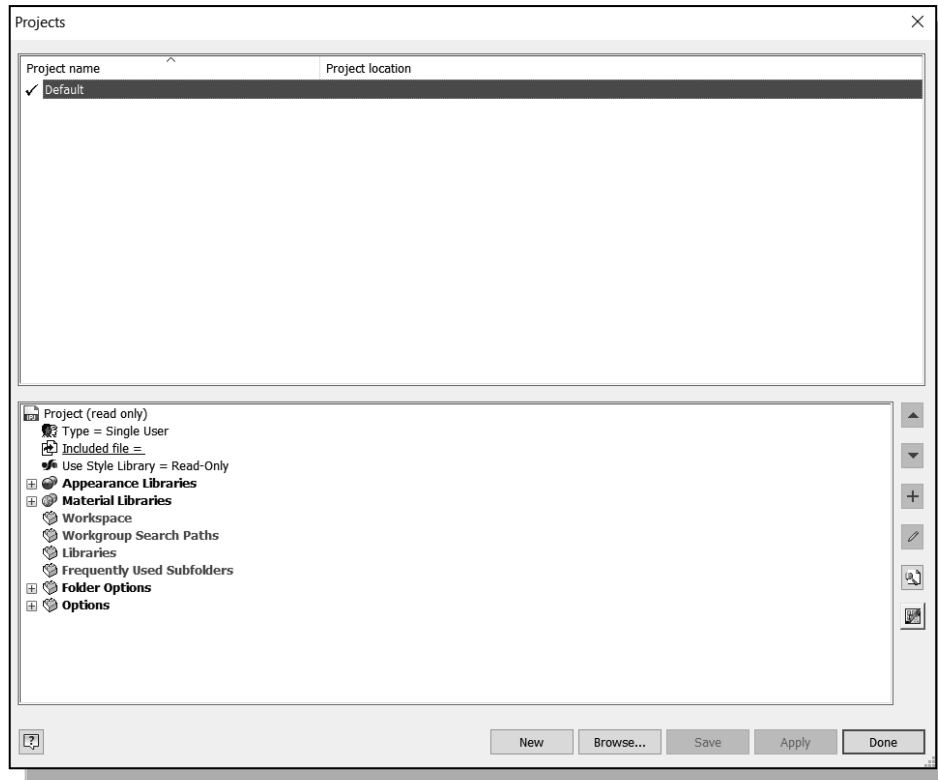 Projects
Project name Project location
Default
Project (read only)
Type = Single User
Included file =
Use Style Library = Read-Only
Appearance Libraries
Material Libraries
Workspace
Workgroup Search Paths
Libraries
Frequently Used Subfolders
Folder Options
Options
New Browse... Save Apply Done